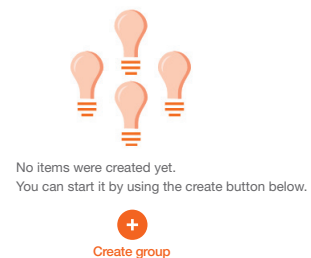 No items were created yet.
You can start it by using the create button below.
Create group